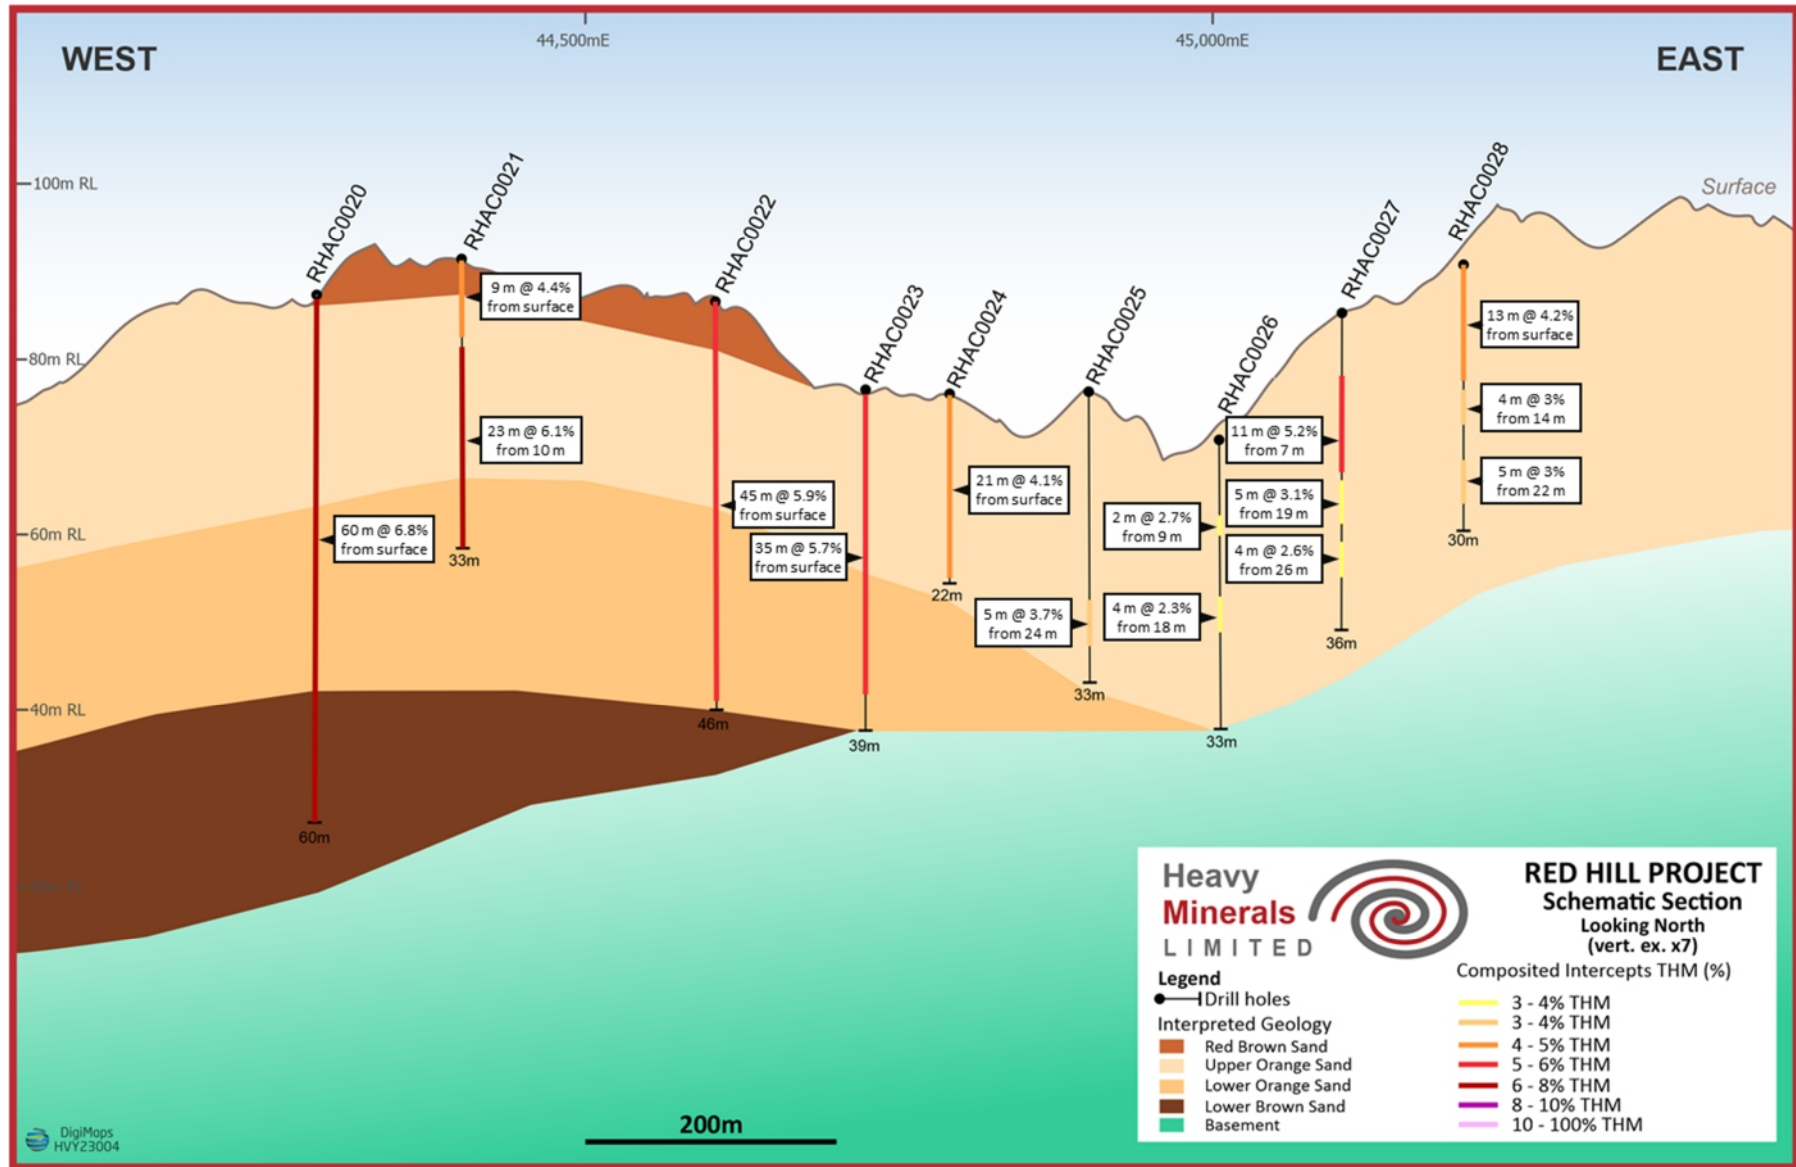 44,500mE
45,000mE
WEST
EAST
100m RL
80m RL
60m RL
40m RL
Surface
RHAC0020
RHAC0021
RHAC0022
RHAC0023
RHAC0024
RHAC0025
RHAC0026
RHAC0027
RHAC0028
9 m @ 4.4%
from surface
23 m @ 6.1%
from 10 m
60 m @ 6.8%
from surface
45 m @ 5.9%
from surface
35 m @ 5.7%
from surface
21 m @ 4.1%
from surface
5 m @ 3.7%
from 24 m
2 m @ 2.7%
from 9 m
4 m @ 2.3%
from 18 m
11 m @ 5.2%
from 7 m
5 m @ 3.1%
from 19 m
4 m @ 2.6%
from 26 m
13 m @ 4.2%
from surface
4 m @ 3%
from 14 m
5 m @ 3%
from 22 m
60m
33m
46m
39m
22m
33m
33m
36m
30m
Heavy
Minerals
LIMITED
RED HILL PROJECT
Schematic Section
Looking North
(vert. ex. x7)
Legend
Drill holes
Interpreted Geology
Red Brown Sand
Upper Orange Sand
Lower Orange Sand
Lower Brown Sand
Basement
Composited Intercepts THM (%)
3 - 4% THM
3 - 4% THM
4 - 5% THM
5 - 6% THM
6 - 8% THM
8 - 10% THM
10 - 100% THM
200m
DigiMaps
HVY23004